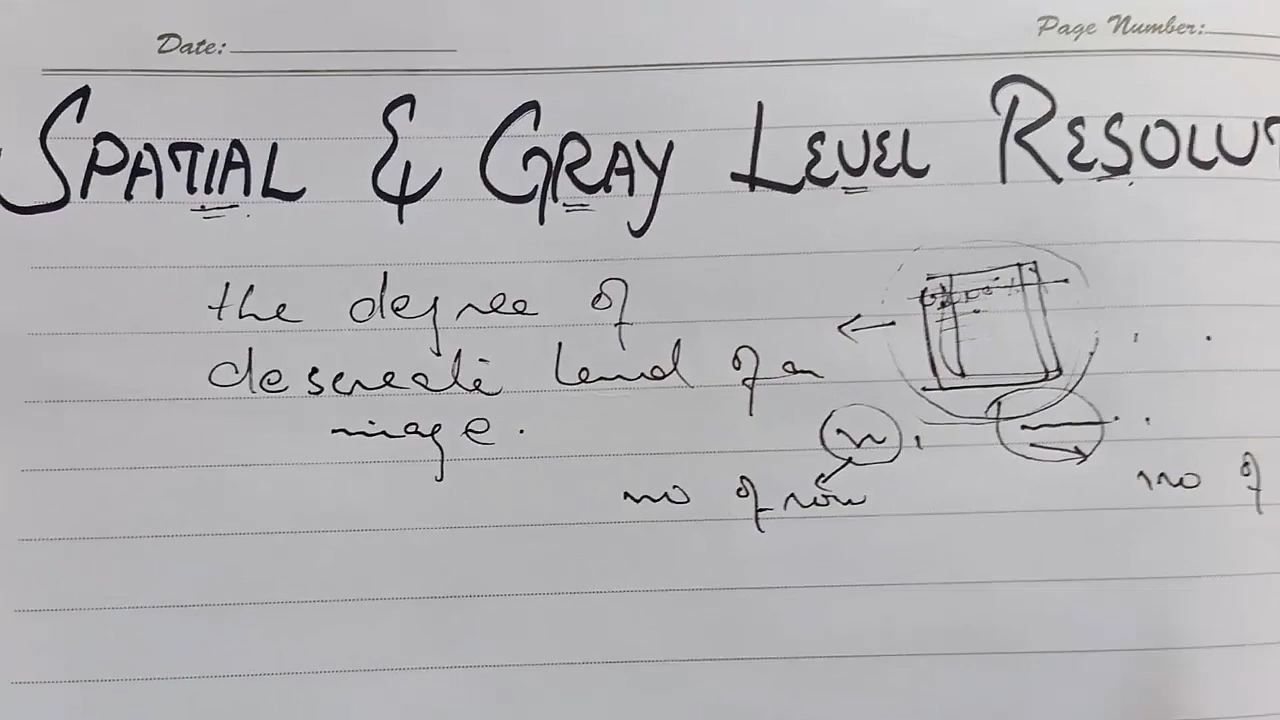 Date:
Page Number:
SPATIAL & GRAY LEVEL RESOLUT
the degree of
descreate level of an
image.
n,
no of row
no of